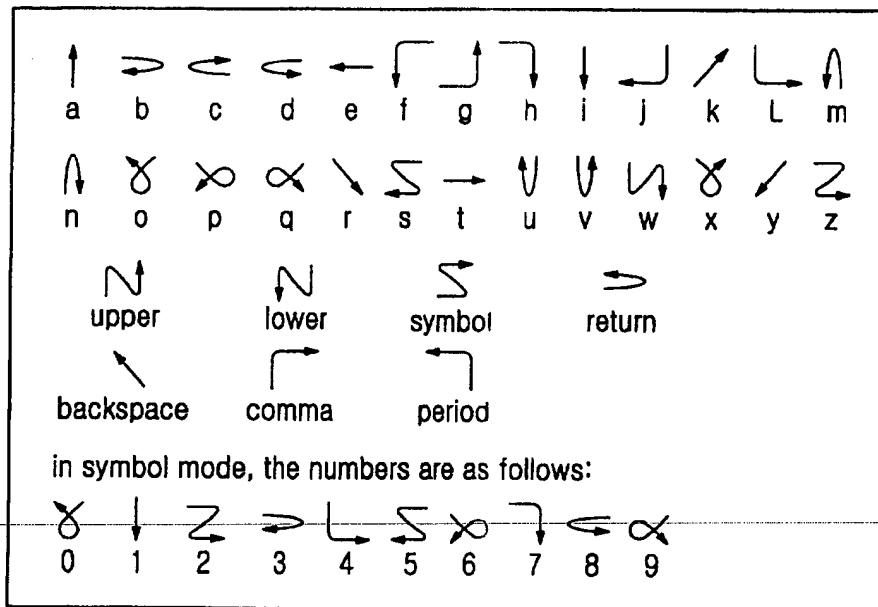 a b c d e f g h i j k L m
n o p q r s t u v w x y z
upper lower symbol return
backspace comma period
in symbol mode, the numbers are as follows:
0 1 2 3 4 5 6 7 8 9